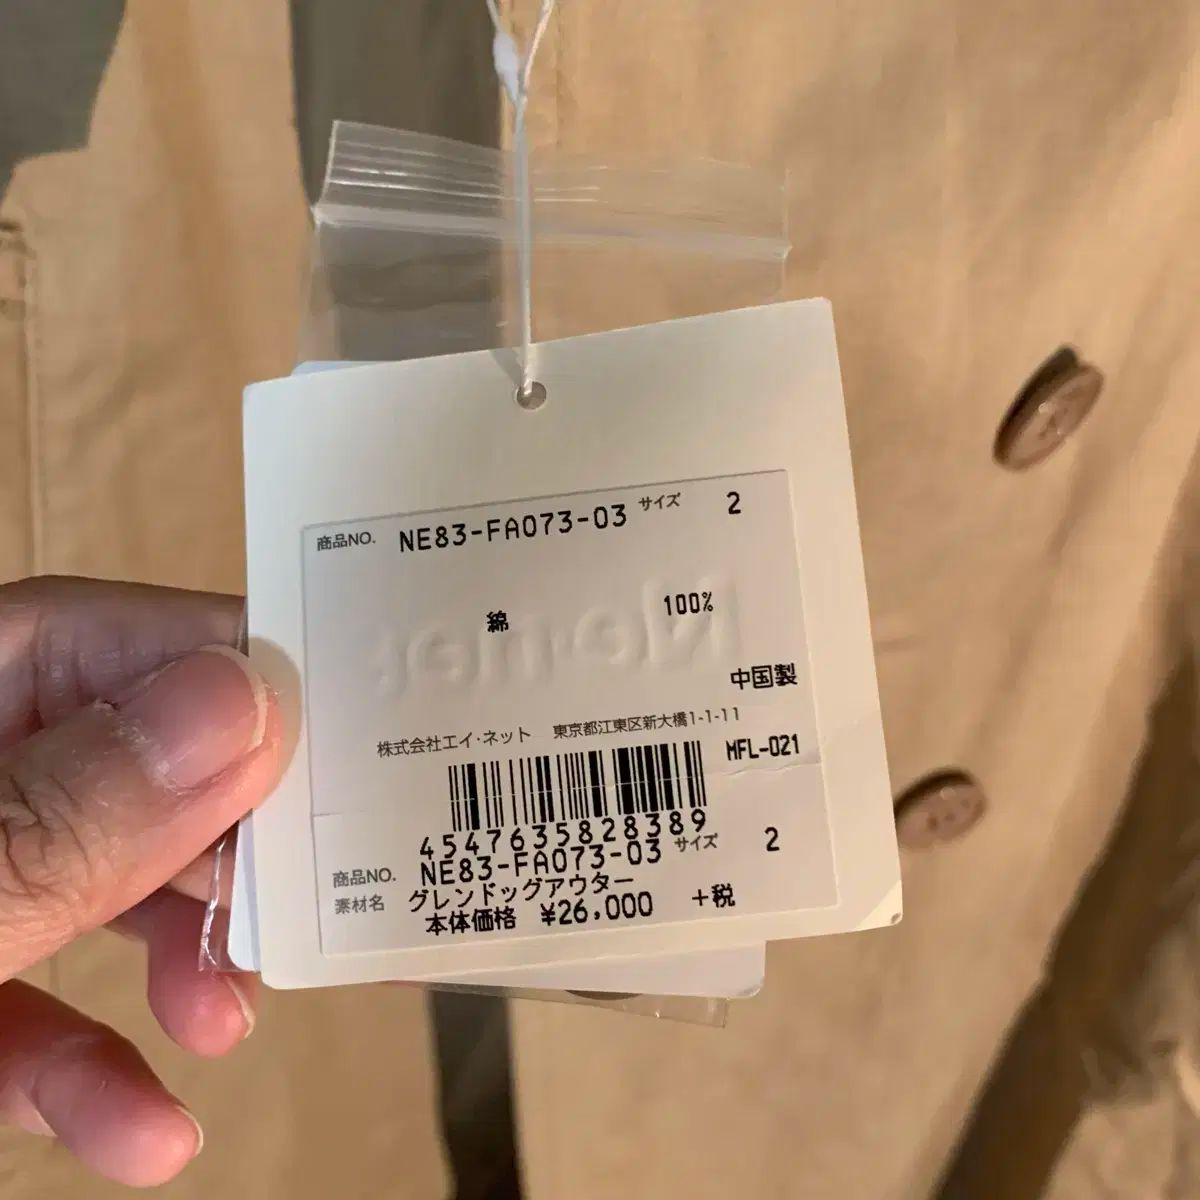 商品NO. NE83-FA073-03 サイズ 2
綿 100%
Ne-net
中国製
株式会社エイ・ネット 東京都江東区新大橋1-1-11
MFL-021
4547635828389
商品NO. NE83-FA073-03 サイズ 2
素材名 グレンドッグアウター
本体価格 ¥26,000 +税